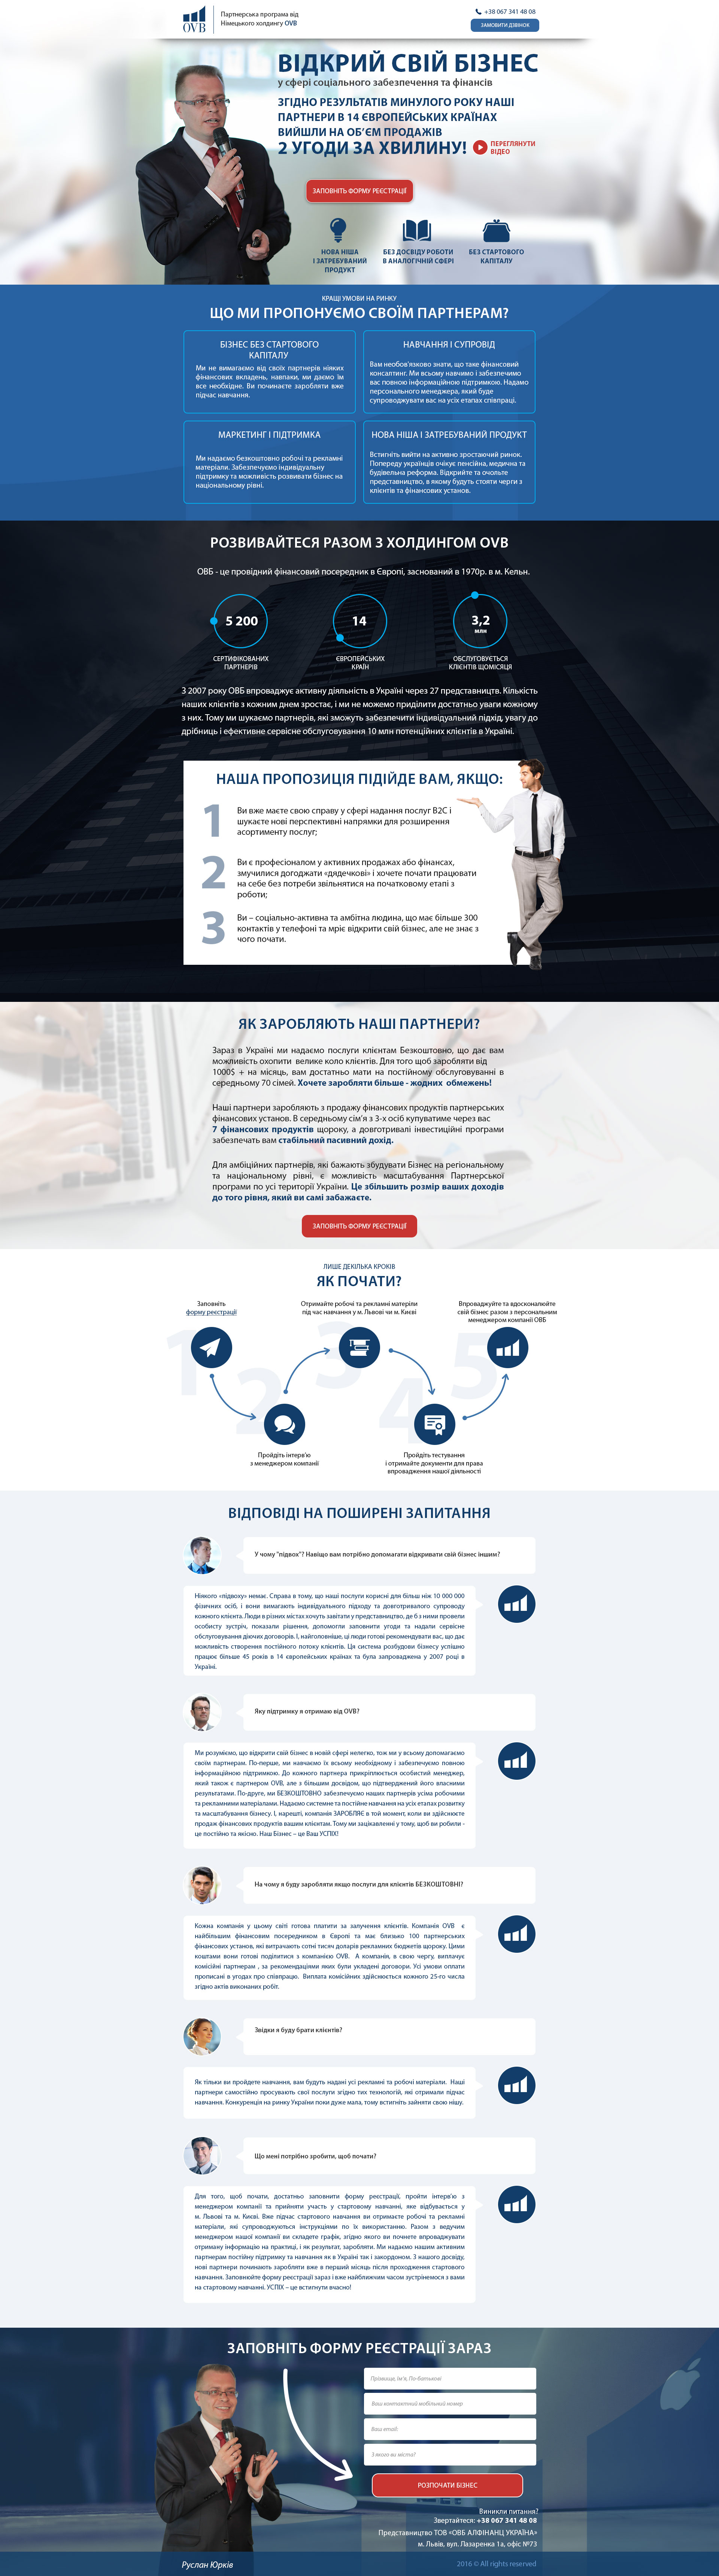 OVB
Партнерська програма від
Німецького холдингу OVB
+38 067 341 48 08
ЗАМОВИТИ ДЗВІНОК
ВІДКРИЙ СВІЙ БІЗНЕС
у сфері соціального забезпечення та фінансів
ЗГІДНО РЕЗУЛЬТАТІВ МИНУЛОГО РОКУ НАШІ
ПАРТНЕРИ В 14 ЄВРОПЕЙСЬКИХ КРАЇНАХ
ВИЙШЛИ НА ОБ’ЄМ ПРОДАЖІВ
2 УГОДИ ЗА ХВИЛИНУ!
ПЕРЕГЛЯНУТИ
ВІДЕО
ЗАПОВНІТЬ ФОРМУ РЕЄСТРАЦІЇ
НОВА НІША
І ЗАТРЕБУВАНИЙ
ПРОДУКТ
БЕЗ ДОСВІДУ РОБОТИ
В АНАЛОГІЧНІЙ СФЕРІ
БЕЗ СТАРТОВОГО
КАПІТАЛУ
КРАЩІ УМОВИ НА РИНКУ
ЩО МИ ПРОПОНУЄМО СВОЇМ ПАРТНЕРАМ?
БІЗНЕС БЕЗ СТАРТОВОГО
КАПІТАЛУ
Ми не вимагаємо від своїх партнерів ніяких
фінансових вкладень, навпаки, ми даємо їм
все необхідне. Ви починаєте заробляти вже
підчас навчання.
НАВЧАННЯ І СУПРОВІД
Вам необов'язково знати, що таке фінансовий
консалтинг. Ми всьому навчимо і забезпечимо
вас повною інформаційною підтримкою. Надамо
персонального менеджера, який буде
супроводжувати вас на усіх етапах співпраці.
МАРКЕТИНГ І ПІДТРИМКА
Ми надаємо безкоштовно робочі та рекламні
матеріали. Забезпечуємо індивідуальну
підтримку та можливість розвивати бізнес на
національному рівні.
НОВА НІША І ЗАТРЕБУВАНИЙ ПРОДУКТ
Встигніть вийти на активно зростаючий ринок.
Попереду українців очікує пенсійна, медична та
будівельна реформа. Відкрийте та очольте
представництво, в якому будуть стояти черги з
клієнтів та фінансових установ.
РОЗВИВАЙТЕСЯ РАЗОМ З ХОЛДИНГОМ OVB
ОВБ - це провідний фінансовий посередник в Європі, заснований в 1970р. в м. Кельн.
5 200
14
3,2
млн
СЕРТИФІКОВАНИХ
ПАРТНЕРІВ
ЄВРОПЕЙСЬКИХ
КРАЇН
ОБСЛУГОВУЄТЬСЯ
КЛІЄНТІВ ЩОМІСЯЦЯ
З 2007 року ОВБ впроваджує активну діяльність в Україні через 27 представництв. Кількість
наших клієнтів з кожним днем зростає, і ми не можемо приділити достатньо уваги кожному
з них. Тому ми шукаємо партнерів, які зможуть забезпечити індивідуальний підхід, увагу до
дрібниць і ефективне сервісне обслуговування 10 млн потенційних клієнтів в Україні.
НАША ПРОПОЗИЦІЯ ПІДІЙДЕ ВАМ, ЯКЩО:
1
Ви вже маєте свою справу у сфері надання послуг B2C і
шукаєте нові перспективні напрямки для розширення
асортименту послуг;
2
Ви є професіоналом у активних продажах або фінансах,
змучилися догоджати «дядечкові» і хочете почати працювати
на себе без потреби звільнятися на початковому етапі з
роботи;
3
Ви – соціально-активна та амбітна людина, що має більше 300
контактів у телефоні та мріє відкрити свій бізнес, але не знає з
чого почати.
ЯК ЗАРОБЛЯЮТЬ НАШІ ПАРТНЕРИ?
Зараз в Україні ми надаємо послуги клієнтам Безкоштовно, що дає вам
можливість охопити велике коло клієнтів. Для того щоб заробляти від
1000$ + на місяць, вам достатньо мати на постійному обслуговуванні в
середньому 70 сімей. Хочете заробляти більше - жодних обмежень!
Наші партнери заробляють з продажу фінансових продуктів партнерських
фінансових установ. В середньому сім’я з 3-х осіб купуватиме через вас
7 фінансових продуктів щороку, а довготривалі інвестиційні програми
забезпечать вам стабільний пасивний дохід.
Для амбіційних партнерів, які бажають збудувати Бізнес на регіональному
та національному рівні, є можливість масштабування Партнерської
програми по усі території України. Це збільшить розмір ваших доходів
до того рівня, який ви самі забажаєте.
ЗАПОВНІТЬ ФОРМУ РЕЄСТРАЦІЇ
ЛИШЕ ДЕКІЛЬКА КРОКІВ
ЯК ПОЧАТИ?
Заповніть
форму реєстрації
Отримайте робочі та рекламні матеріли
під час навчання у м. Львові чи м. Києві
Впроваджуйте та вдосконалюйте
свій бізнес разом з персональним
менеджером компанії ОВБ
1
2
3
4
5
Пройдіть інтерв’ю
з менеджером компанії
Пройдіть тестування
і отримайте документи для права
впровадження нашої діяльності
ВІДПОВІДІ НА ПОШИРЕНІ ЗАПИТАННЯ
У чому "підвох"? Навіщо вам потрібно допомагати відкривати свій бізнес іншим?
Ніякого «підвоху» немає. Справа в тому, що наші послуги корисні для більш ніж 10 000 000
фізичних осіб, і вони вимагають індивідуального підходу та довготривалого супроводу
кожного клієнта. Люди в різних містах хочуть завітати у представництво, де б з ними провели
особисту зустріч, показали рішення, допомогли заповнити угоди та надали сервісне
обслуговування діючих договорів. І, найголовніше, ці люди готові рекомендувати вас, що дає
можливість створення постійного потоку клієнтів. Ця система розбудови бізнесу успішно
працює більше 45 років в 14 європейських країнах та була запроваджена у 2007 році в
Україні.
Яку підтримку я отримаю від OVB?
Ми розуміємо, що відкрити свій бізнес в новій сфері нелегко, тож ми у всьому допомагаємо
своїм партнерам. По-перше, ми навчаємо їх всьому необхідному і забезпечуємо повною
інформаційною підтримкою. До кожного партнера прикріплюється особистий менеджер,
який також є партнером OVB, але з більшим досвідом, що підтверджений його власними
результатами. По-друге, ми БЕЗКОШТОВНО забезпечуємо наших партнерів усіма робочими
та рекламними матеріалами. Надаємо системне та постійне навчання на усіх етапах розвитку
та масштабування бізнесу. І, нарешті, компанія ЗАРОБЛЯЄ в той момент, коли ви здійснюєте
продаж фінансових продуктів вашим клієнтам. Тому ми зацікавленні у тому, щоб ви робили -
це постійно та якісно. Наш Бізнес – це Ваш УСПІХ!
На чому я буду заробляти якщо послуги для клієнтів БЕЗКОШТОВНІ?
Кожна компанія у цьому світі готова платити за залучення клієнтів. Компанія OVB є
найбільшим фінансовим посередником в Європі та має близько 100 партнерських
фінансових установ, які витрачають сотні тисяч доларів рекламних бюджетів щороку. Цими
коштами вони готові поділитися з компанією OVB. А компанія, в свою чергу, виплачує
комісійні партнерам , за рекомендаціями яких були укладені договори. Усі умови оплати
прописані в угодах про співпрацю. Виплата комісійних здійснюється кожного 25-го числа
згідно актів виконаних робіт.
Звідки я буду брати клієнтів?
Як тільки ви пройдете навчання, вам будуть надані усі рекламні та робочі матеріали. Наші
партнери самостійно просувають свої послуги згідно тих технологій, які отримали підчас
навчання. Конкуренція на ринку України поки дуже мала, тому встигніть зайняти свою нішу.
Що мені потрібно зробити, щоб почати?
Для того, щоб почати, достатньо заповнити форму реєстрації, пройти інтерв’ю з
менеджером компанії та прийняти участь у стартовому навчанні, яке відбувається у
м. Львові та м. Києві. Вже підчас стартового навчання ви отримаєте робочі та рекламні
матеріали, які супроводжуються інструкціями по їх використанню. Разом з ведучим
менеджером нашої компанії ви складете графік, згідно якого ви почнете впроваджувати
отриману інформацію на практиці, і як результат, заробляти. Ми надаємо нашим активним
партнерам постійну підтримку та навчання як в Україні так і закордоном. З нашого досвіду,
нові партнери починають заробляти вже в перший місяць після проходження стартового
навчання. Заповнюйте форму реєстрації зараз і вже найближчим часом зустрінемося з вами
на стартовому навчанні. УСПІХ – це встигнути вчасно!
ЗАПОВНІТЬ ФОРМУ РЕЄСТРАЦІЇ ЗАРАЗ
Прізвище, Ім’я, По-батькові
Ваш контактний мобільний номер
Ваш email
З якого ви міста?
РОЗПОЧАТИ БІЗНЕС
Виникли питання?
Звертайтеся: +38 067 341 48 08
Представництво ТОВ «ОВБ АЛФІНАНЦ УКРАЇНА»
м. Львів, вул. Лазаренка 1а, офіс №73
Руслан Юрків
2016 © All rights reserved